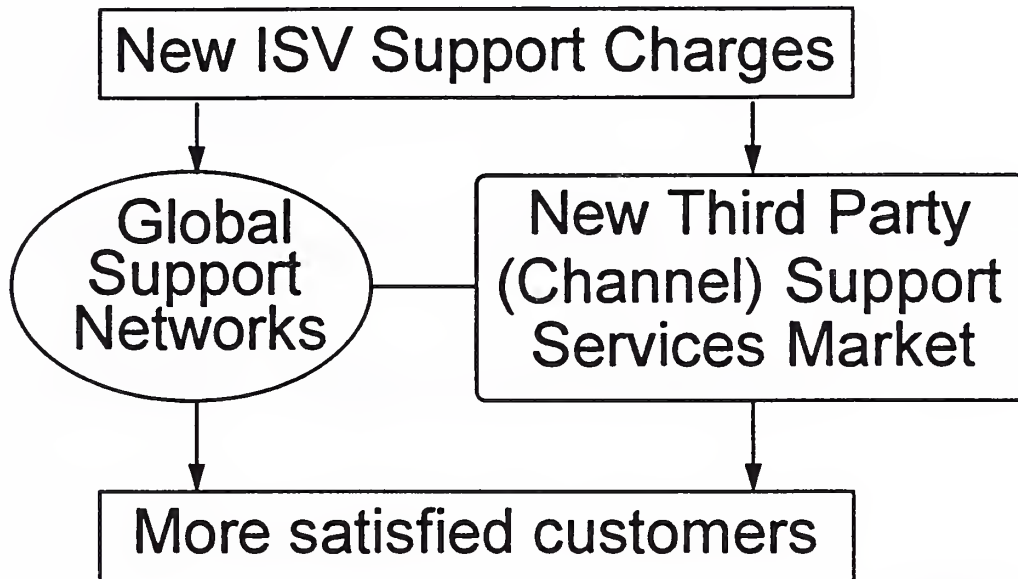 New ISV Support Charges
Global
Support
Networks
New Third Party
(Channel) Support
Services Market
More satisfied customers